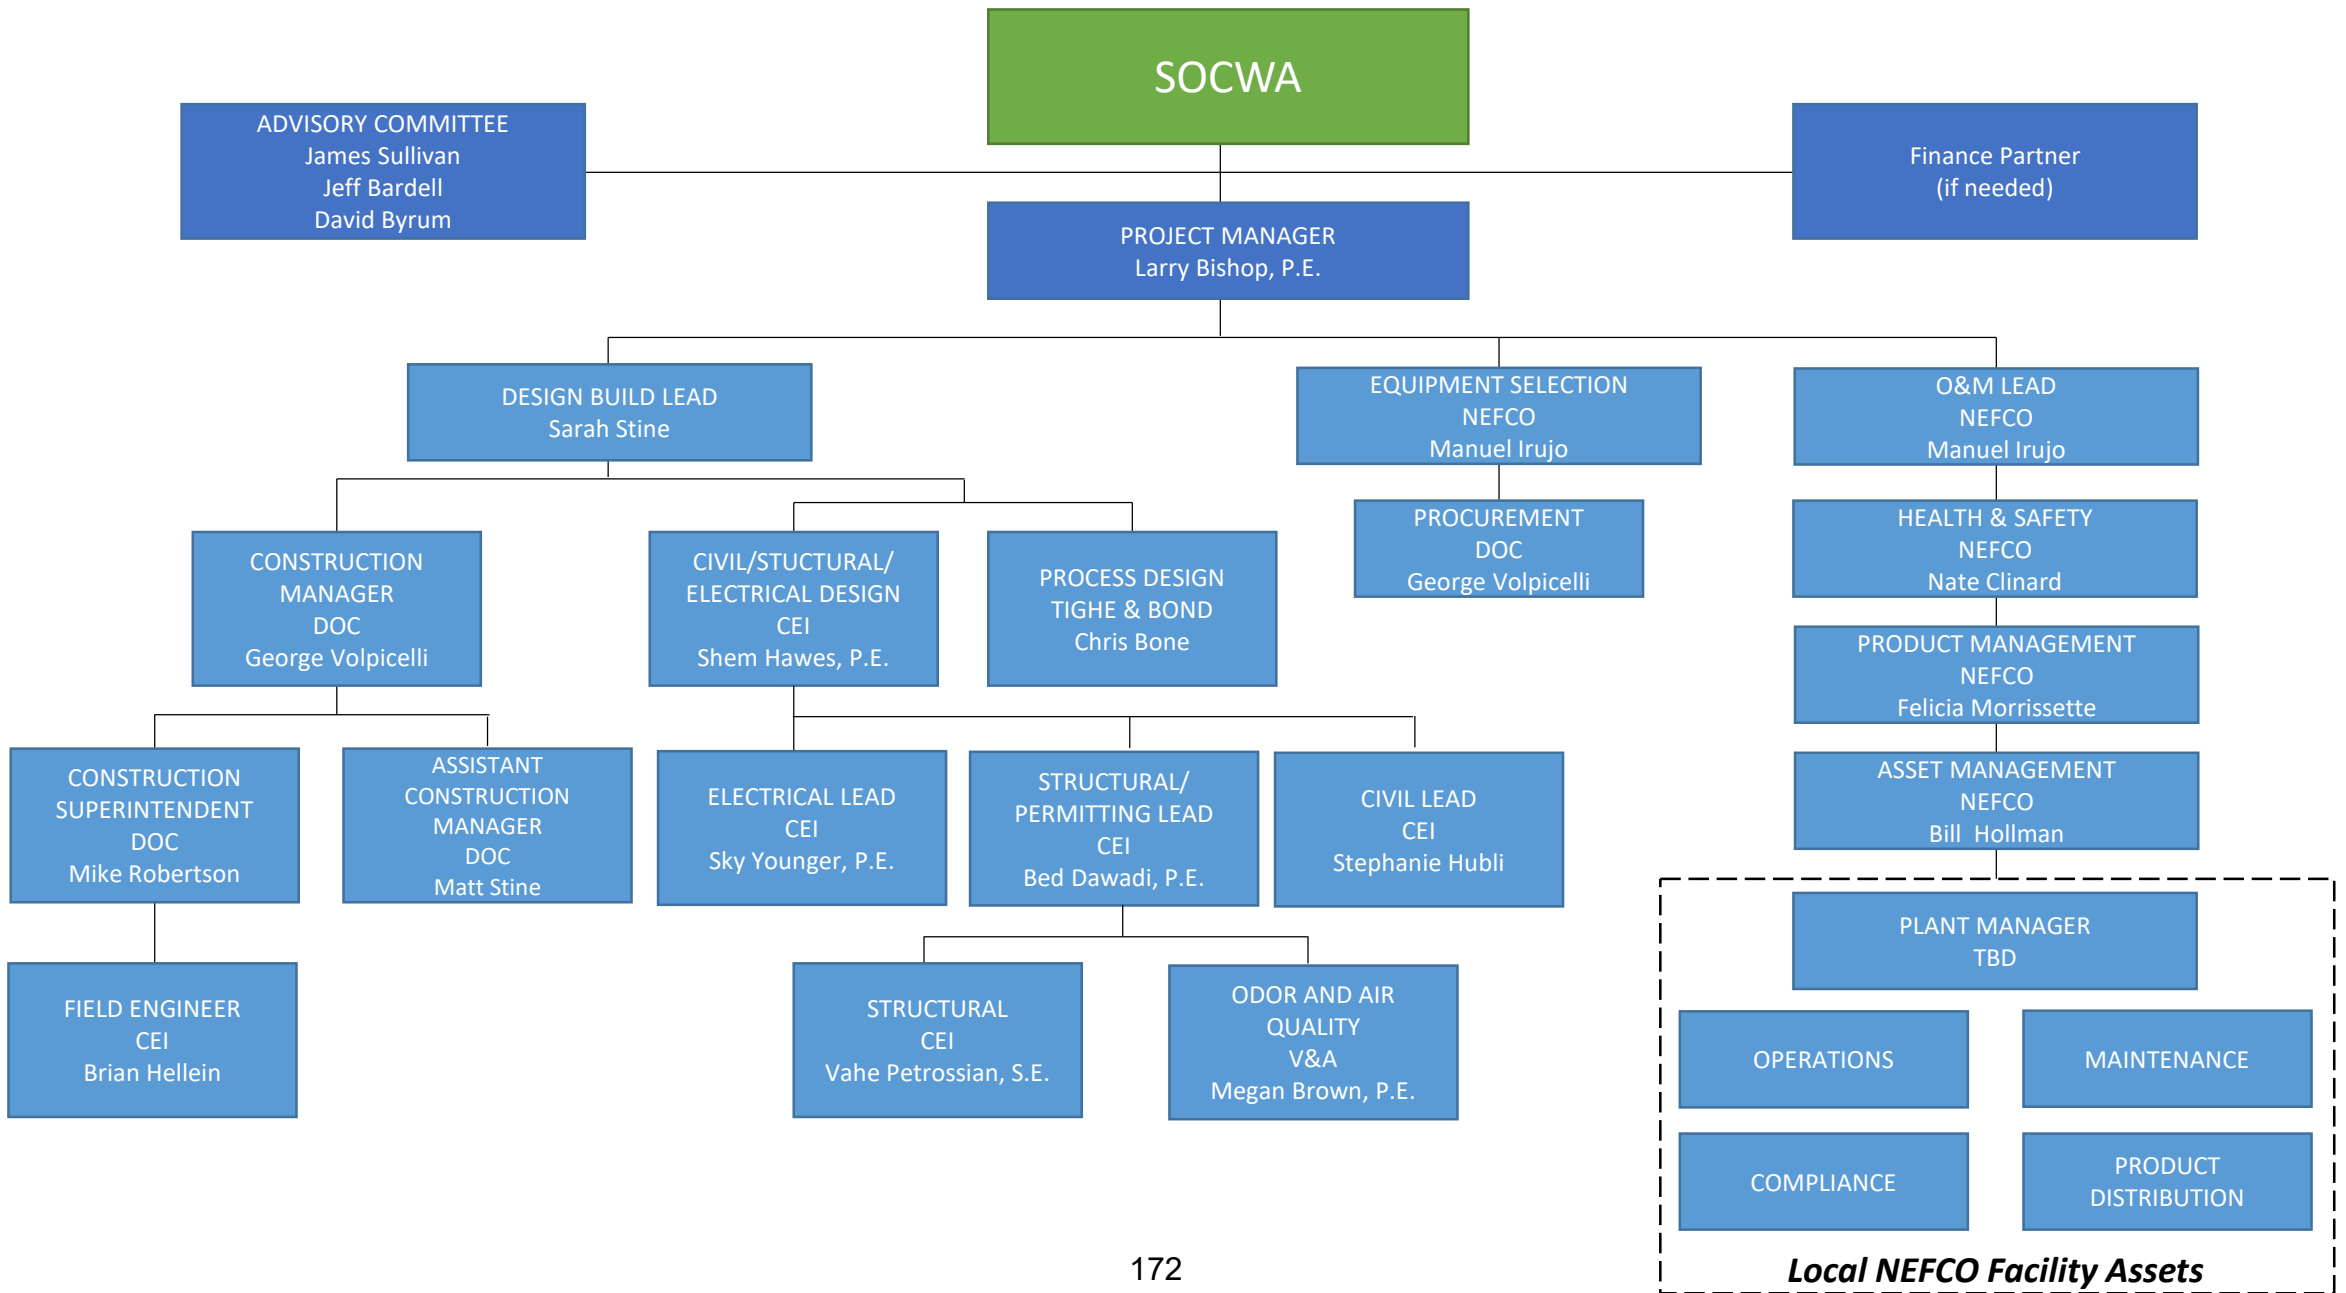 SOCWA
ADVISORY COMMITTEE
James Sullivan
Jeff Bardell
David Byrum
Finance Partner
(if needed)
PROJECT MANAGER
Larry Bishop, P.E.
DESIGN BUILD LEAD
Sarah Stine
EQUIPMENT SELECTION
NEFCO
Manuel Irujo
O&M LEAD
NEFCO
Manuel Irujo
CONSTRUCTION
MANAGER
DOC
George Volpicelli
CIVIL/STUCTURAL/
ELECTRICAL DESIGN
CEI
Shem Hawes, P.E.
PROCESS DESIGN
TIGHE & BOND
Chris Bone
PROCUREMENT
DOC
George Volpicelli
HEALTH & SAFETY
NEFCO
Nate Clinard
PRODUCT MANAGEMENT
NEFCO
Felicia Morrissette
CONSTRUCTION
SUPERINTENDENT
DOC
Mike Robertson
ASSISTANT
CONSTRUCTION
MANAGER
DOC
Matt Stine
ELECTRICAL LEAD
CEI
Sky Younger, P.E.
STRUCTURAL/
PERMITTING LEAD
CEI
Bed Dawadi, P.E.
CIVIL LEAD
CEI
Stephanie Hubli
ASSET MANAGEMENT
NEFCO
Bill Hollman
PLANT MANAGER
TBD
FIELD ENGINEER
CEI
Brian Hellein
STRUCTURAL
CEI
Vahe Petrossian, S.E.
ODOR AND AIR
QUALITY
V&A
Megan Brown, P.E.
OPERATIONS
MAINTENANCE
COMPLIANCE
PRODUCT
DISTRIBUTION
Local NEFCO Facility Assets
172